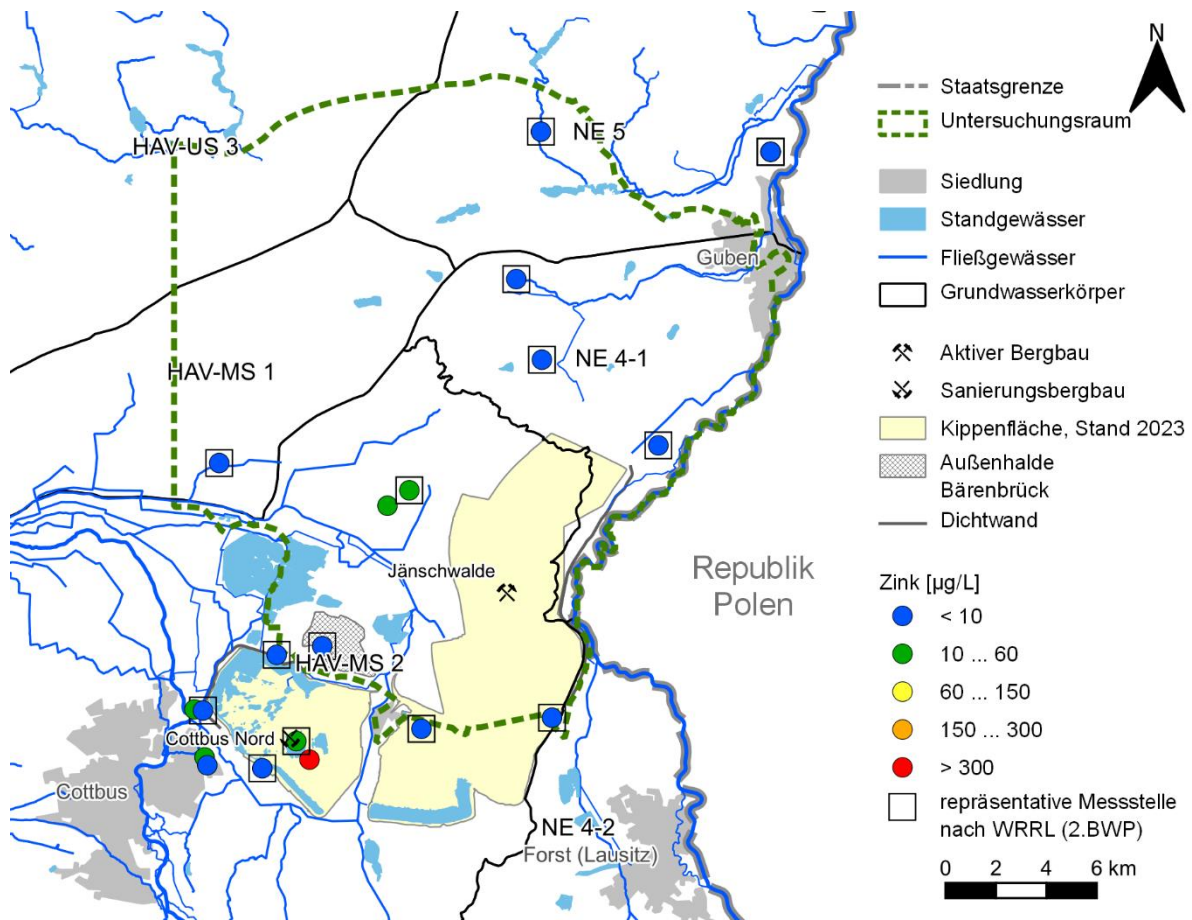 HAV-US 3
NE 5
Guben
HAV-MS 1
NE 4-1
Jänschwalde
Republik
Polen
HAV-MS 2
Cottbus Nord
Cottbus
NE 4-2
Forst (Lausitz)
N
Staatsgrenze
Untersuchungsraum
Siedlung
Standgewässer
Fließgewässer
Grundwasserkörper
Aktiver Bergbau
Sanierungsbergbau
Kippenfläche, Stand 2023
Außenhalde
Bärenbrück
Dichtwand
Zink [µg/L]
< 10
10 ... 60
60 ... 150
150 ... 300
> 300
repräsentative Messstelle
nach WRRL (2.BWP)
0 2 4 6 km